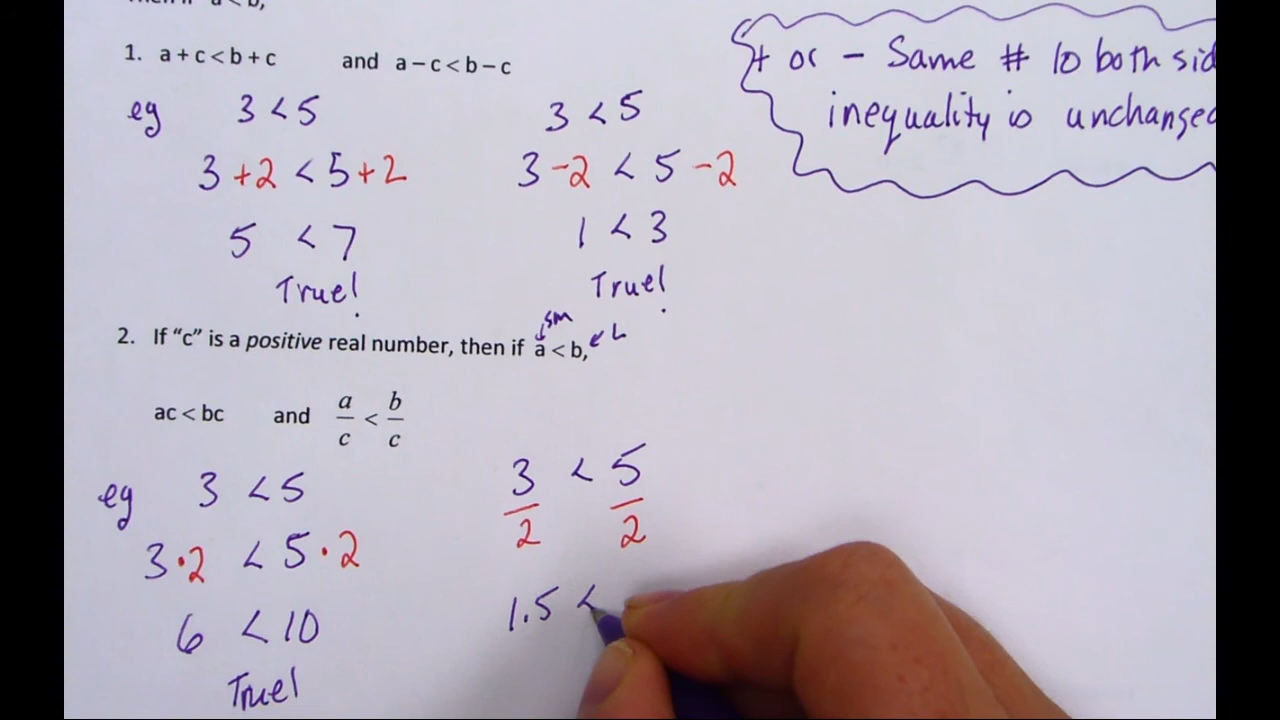 a < b,
1. a + c < b + c and a – c < b – c
+ or - Same # to both
inequality is unchanged
eg 3 < 5 3 < 5
3 + 2 < 5 + 2 3 - 2 < 5 - 2
5 < 7 1 < 3
True! True!
sm
L
2. If “c” is a positive real number, then if a < b,
ac < bc and a/c < b/c
eg 3 < 5 3/2 < 5/2
3 · 2 < 5 · 2
6 < 10 1.5 <
True!